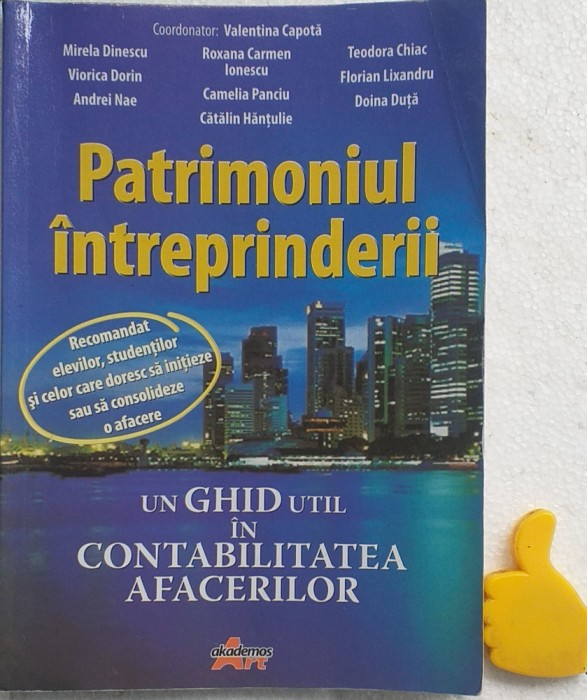 Coordonator: Valentina Capotă
Mirela Dinescu
Viorica Dorin
Andrei Nae
Roxana Carmen
Ionescu
Camelia Panciu
Cătălin Hănțulie
Teodora Chiac
Florian Lixandru
Doina Duță
Patrimoniul
întreprinderii
Recomandat
elevilor, studenților
și celor care doresc să inițieze
sau să consolideze
o afacere
UN GHID UTIL
ÎN
CONTABILITATEA
AFACERILOR
akademos
Art